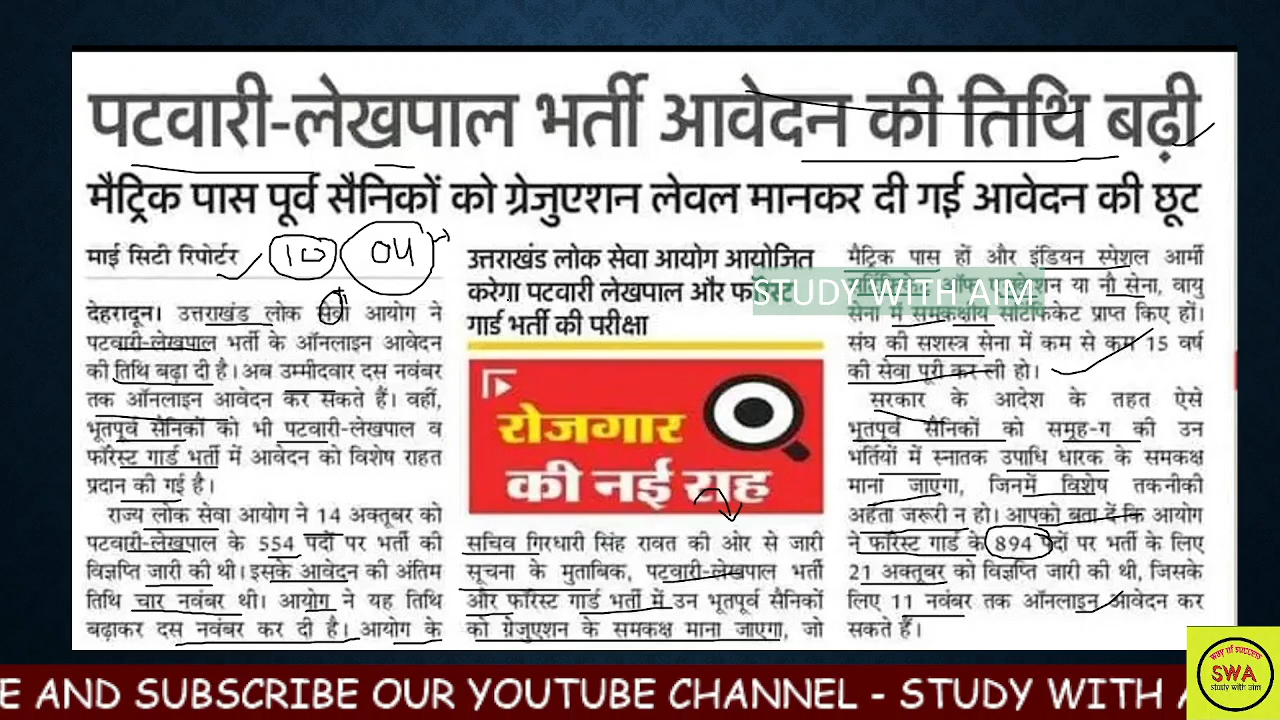 पटवारी-लेखपाल भर्ती आवेदन की तिथि बढ़ी
मैट्रिक पास पूर्व सैनिकों को ग्रेजुएशन लेवल मानकर दी गई आवेदन की छूट
माई सिटी रिपोर्टर
10
04
देहरादून। उत्तराखंड लोक सेवा आयोग ने
पटवारी-लेखपाल भर्ती के ऑनलाइन आवेदन
की तिथि बढ़ा दी है। अब उम्मीदवार दस नवंबर
तक ऑनलाइन आवेदन कर सकते हैं। वहीं,
भूतपूर्व सैनिकों को भी पटवारी-लेखपाल व
फॉरेस्ट गार्ड भर्ती में आवेदन को विशेष राहत
प्रदान की गई है।
राज्य लोक सेवा आयोग ने 14 अक्तूबर को
पटवारी-लेखपाल के 554 पदों पर भर्ती की
विज्ञप्ति जारी की थी। इसके आवेदन की अंतिम
तिथि चार नवंबर थी। आयोग ने यह तिथि
बढ़ाकर दस नवंबर कर दी है। आयोग के
उत्तराखंड लोक सेवा आयोग आयोजित
करेगा पटवारी लेखपाल और फॉरेस्ट
गार्ड भर्ती की परीक्षा
रोजगार
की नई राह
सचिव गिरधारी सिंह रावत की ओर से जारी
सूचना के मुताबिक, पटवारी-लेखपाल भर्ती
और फॉरेस्ट गार्ड भर्ती में उन भूतपूर्व सैनिकों
को ग्रेजुएशन के समकक्ष माना जाएगा, जो
मैट्रिक पास हों और इंडियन स्पेशल आर्मी
या नौ सेना, वायु
सेना में समकक्षीय सर्टिफिकेट प्राप्त किए हों।
संघ की सशस्त्र सेना में कम से कम 15 वर्ष
की सेवा पूरी कर ली हो।
सरकार के आदेश के तहत ऐसे
भूतपूर्व सैनिकों को समूह-ग की उन
भर्तियों में स्नातक उपाधि धारक के समकक्ष
माना जाएगा, जिनमें विशेष तकनीकी
अर्हता जरूरी न हो। आपको बता दें कि आयोग
ने फॉरेस्ट गार्ड के 894 पदों पर भर्ती के लिए
21 अक्तूबर को विज्ञप्ति जारी की थी, जिसके
लिए 11 नवंबर तक ऑनलाइन आवेदन कर
सकते हैं।
STUDY WITH AIM
way of success
SWA
study with aim
E AND SUBSCRIBE OUR YOUTUBE CHANNEL - STUDY WITH A